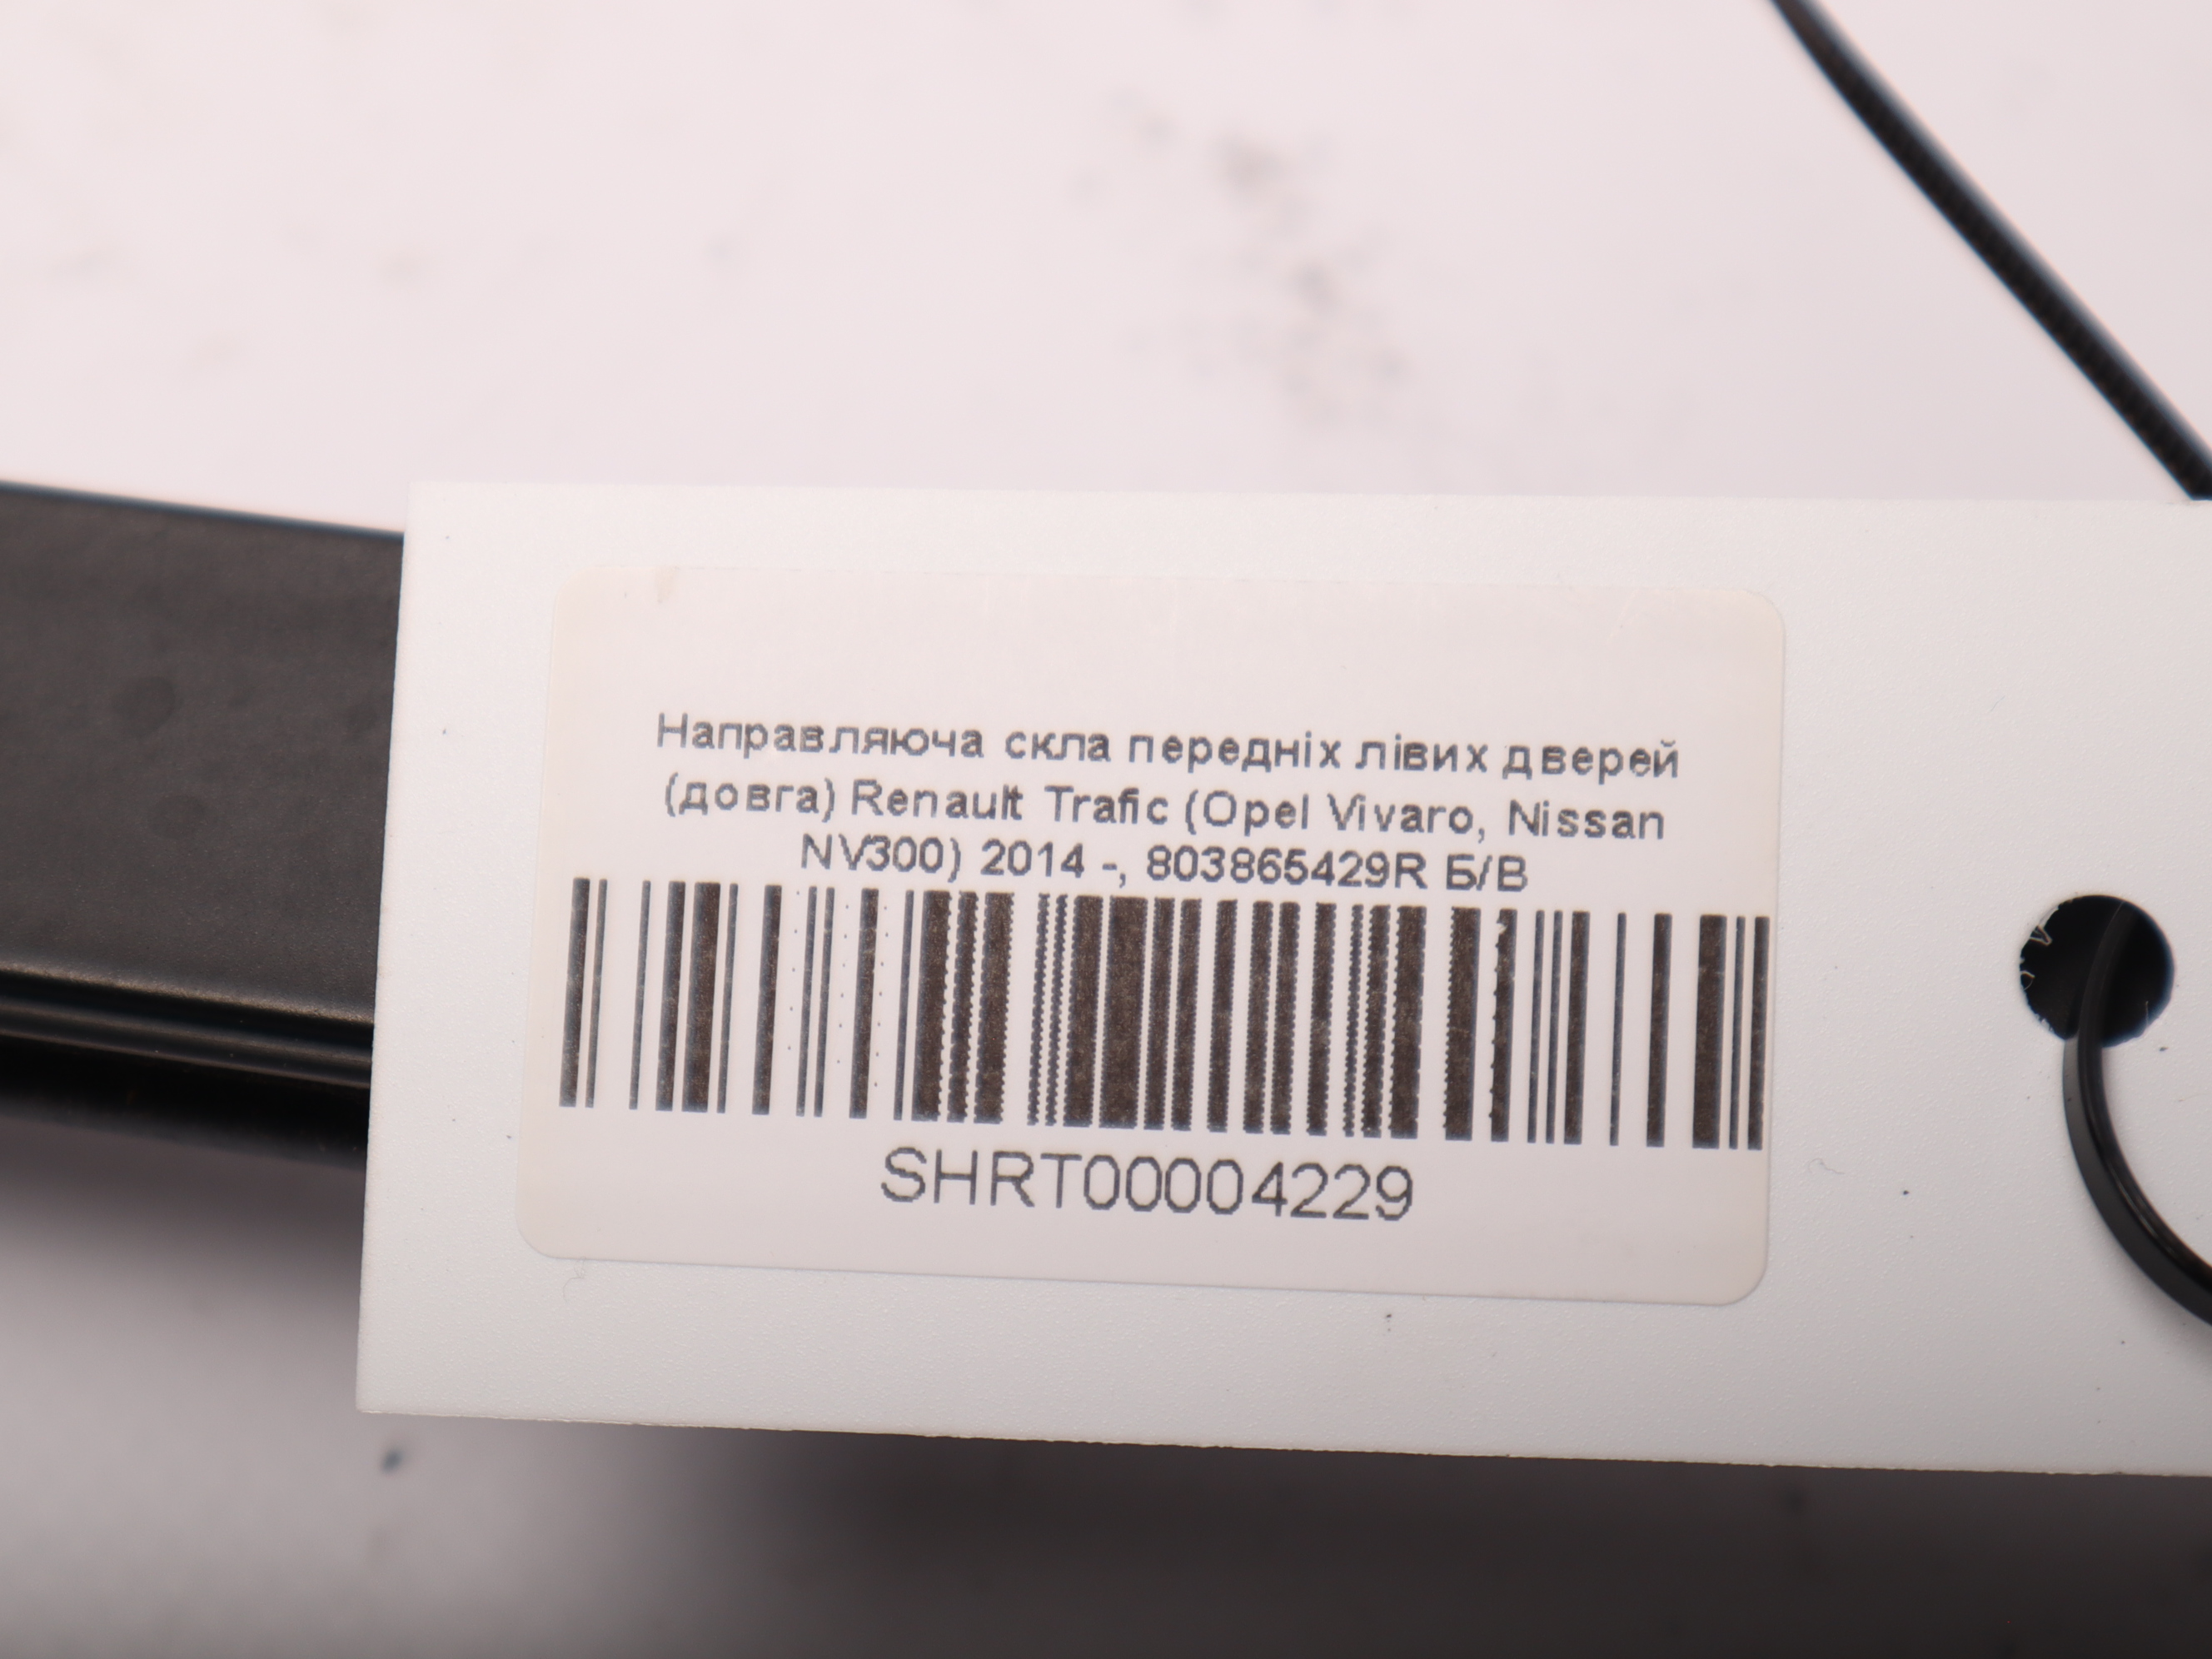 Направляюча скла передніх лівих дверей
(довга) Renault Trafic (Opel Vivaro, Nissan
NV300) 2014 -, 803865429R Б/В
SHRT00004229